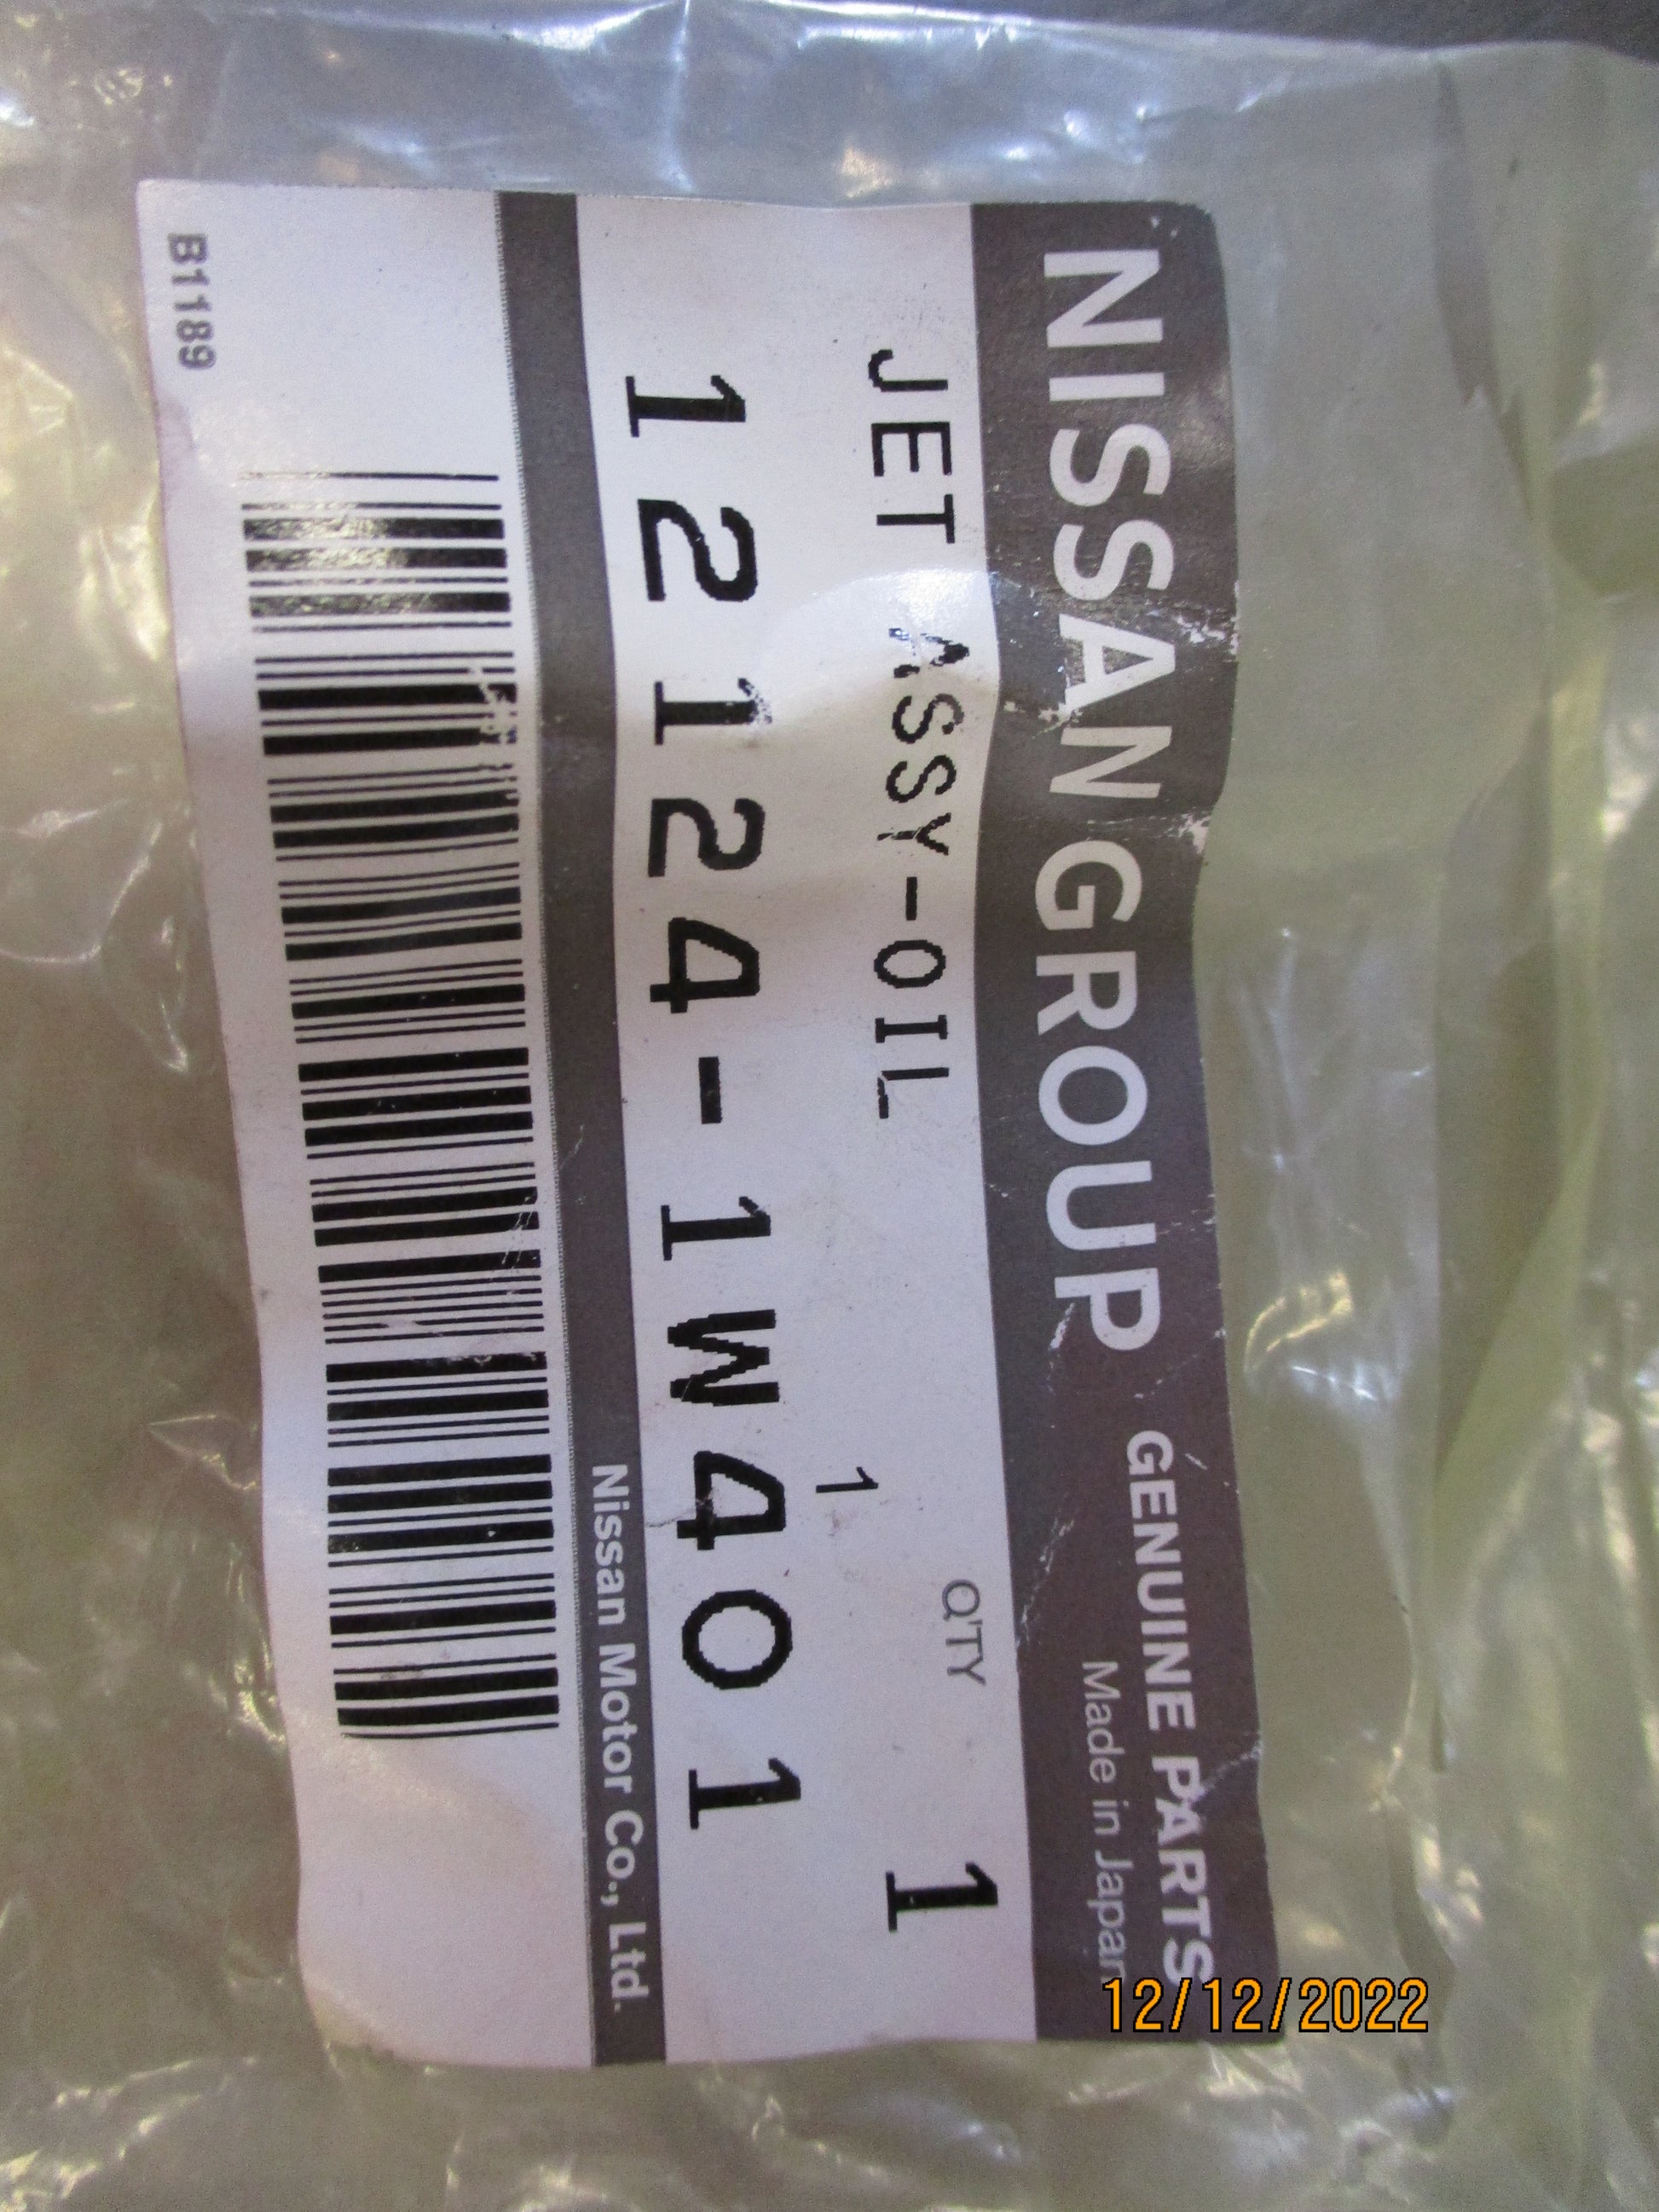 NISSAN GROUP GENUINE PARTS
Made in Japan
JET ASSY-OIL
QTY
1
1
12124-1W401
Nissan Motor Co., Ltd.
B1189
12/12/2022